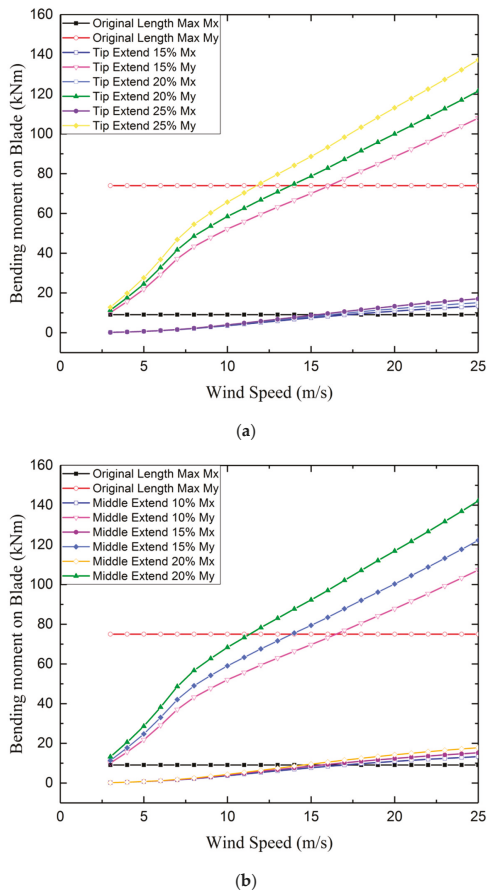 160
140
120
100
80
60
40
20
0
Bending moment on Blade (kNm)
Original Length Max Mx
Original Length Max My
Tip Extend 15% Mx
Tip Extend 15% My
Tip Extend 20% Mx
Tip Extend 20% My
Tip Extend 25% Mx
Tip Extend 25% My
0 5 10 15 20 25
Wind Speed (m/s)
(a)
160
140
120
100
80
60
40
20
0
Bending moment on Blade (kNm)
Original Length Max Mx
Original Length Max My
Middle Extend 10% Mx
Middle Extend 10% My
Middle Extend 15% Mx
Middle Extend 15% My
Middle Extend 20% Mx
Middle Extend 20% My
0 5 10 15 20 25
Wind Speed (m/s)
(b)